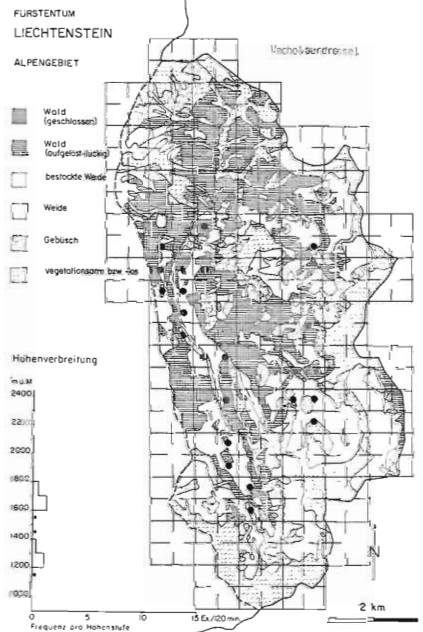 FÜRSTENTUM
LIECHTENSTEIN
ALPENGEBIET
Wacholderdrossel
Wald
(geschlossen)
Wald
(aufgelöst-lückig)
bestockte Weide
Weide
Gebüsch
vegetationsarm bzw. -los
Höhenverbreitung
m ü.M
2400
2200
2000
1800
1600
1400
1200
1000
0 5 10 15 Ex./120 min.
Frequenz pro Höhenstufe
N
2 km